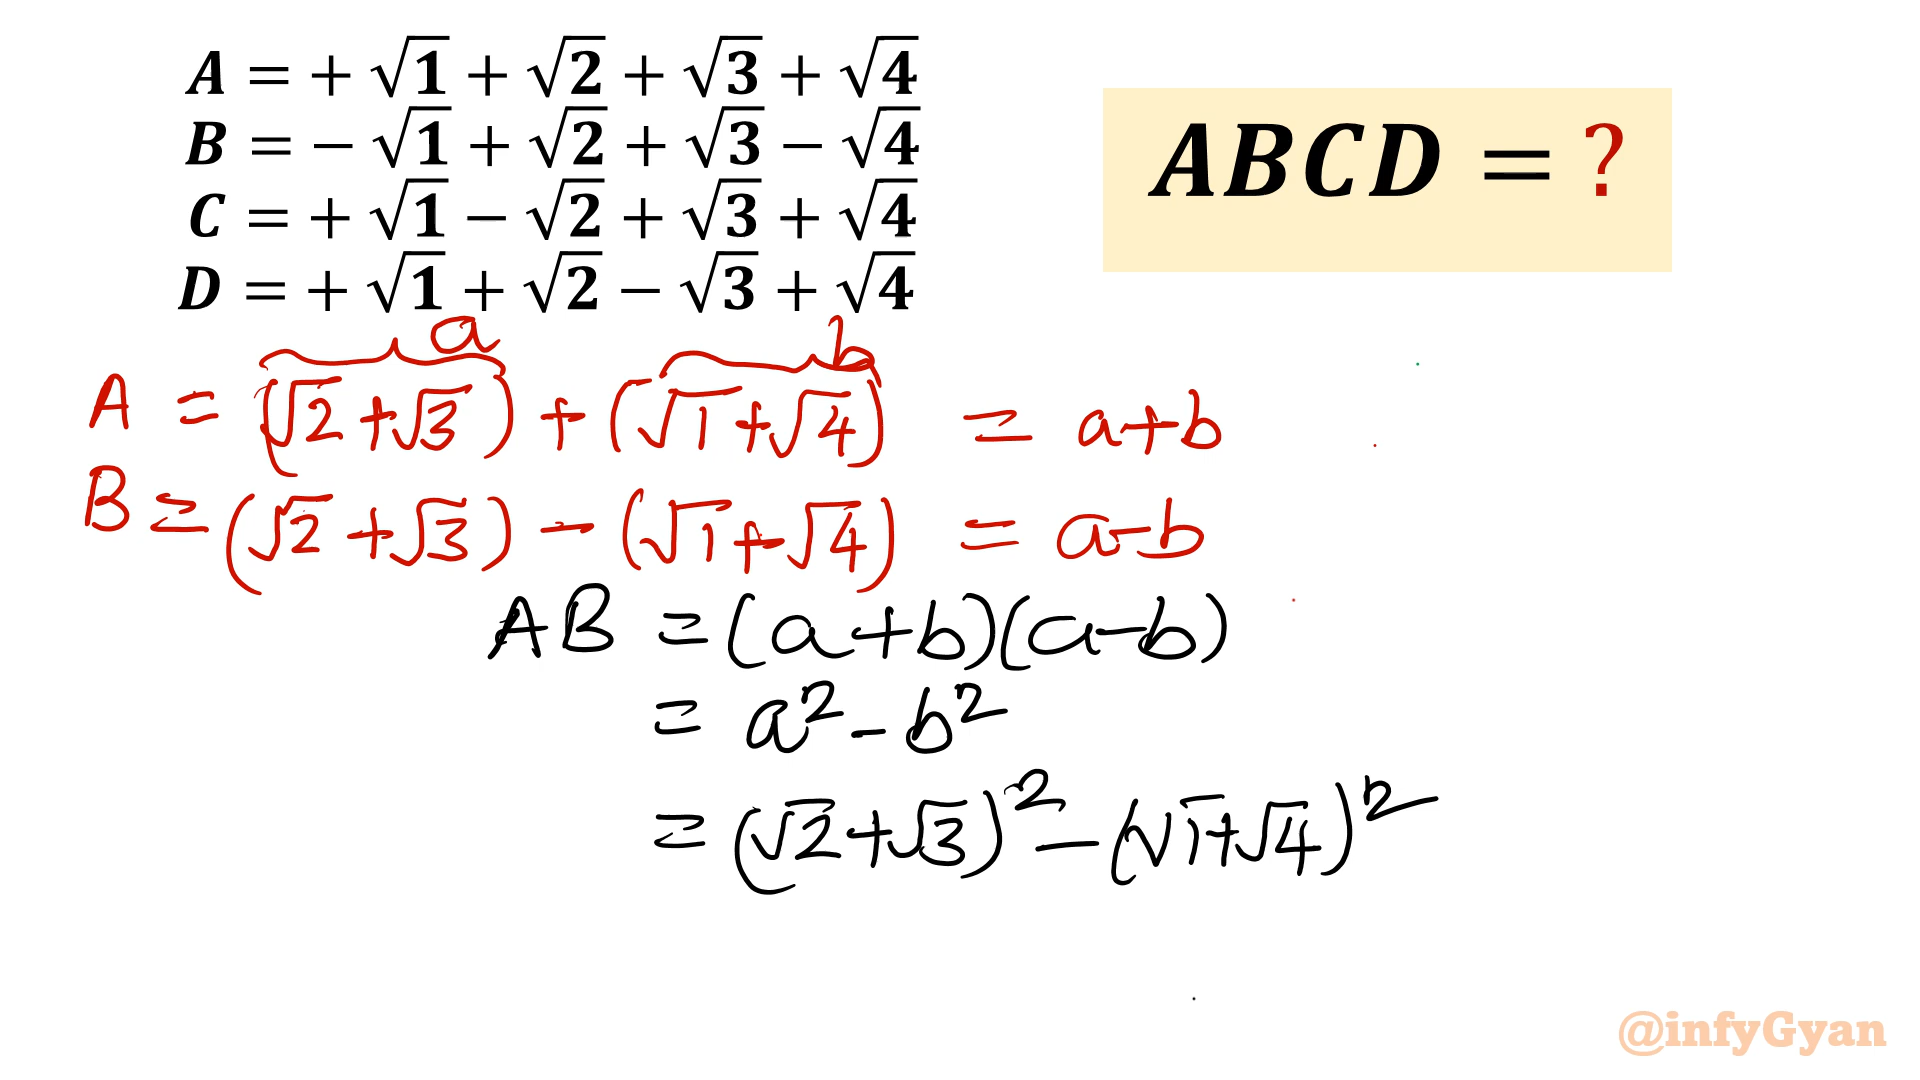 A = + √1 + √2 + √3 + √4
B = − √1 + √2 + √3 − √4
C = + √1 − √2 + √3 + √4
D = + √1 + √2 − √3 + √4
ABCD = ?
a b
A = (√2 + √3) + (√1 + √4) = a+b
B = (√2 + √3) − (√1 + √4) = a−b
AB = (a+b)(a−b)
= a² − b²
= (√2 + √3)² − (√1 + √4)²
@infyGyan